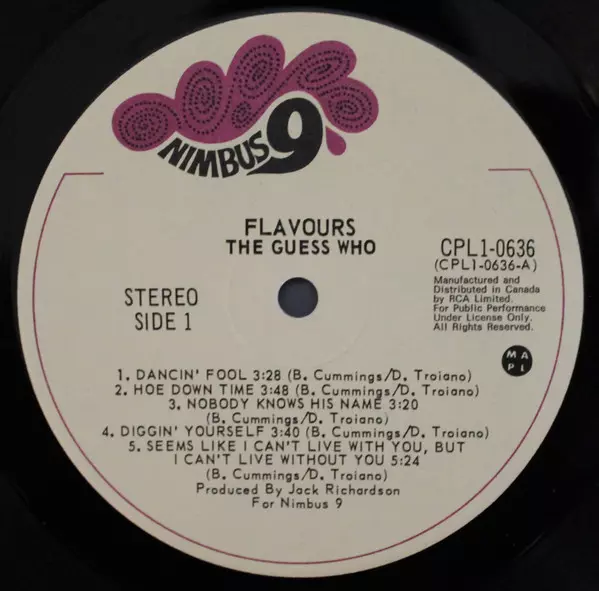 NIMBUS 9
FLAVOURS
THE GUESS WHO
CPL1-0636
(CPL1-0636-A)
Manufactured and
Distributed in Canada
by RCA Limited.
For Public Performance
Under License Only.
All Rights Reserved.
STEREO
SIDE 1
M A
P L
1. DANCIN' FOOL 3:28 (B. Cummings/D. Troiano)
2. HOE DOWN TIME 3:48 (B. Cummings/D. Troiano)
3. NOBODY KNOWS HIS NAME 3:20
(B. Cummings/D. Troiano)
4. DIGGIN' YOURSELF 3:40 (B. Cummings/D. Troiano)
5. SEEMS LIKE I CAN'T LIVE WITH YOU, BUT
I CAN'T LIVE WITHOUT YOU 5:24
(B. Cummings/D. Troiano)
Produced By Jack Richardson
For Nimbus 9